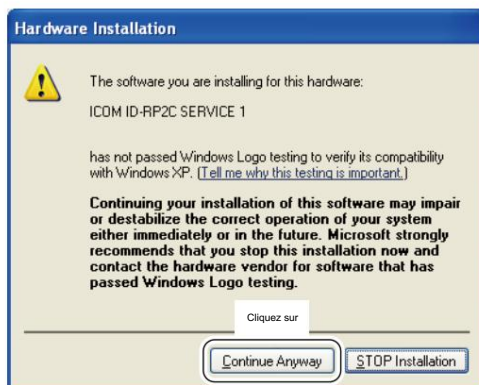 Hardware Installation
The software you are installing for this hardware:
ICOM ID-RP2C SERVICE 1
has not passed Windows Logo testing to verify its compatibility
with Windows XP. (Tell me why this testing is important.)
Continuing your installation of this software may impair
or destabilize the correct operation of your system
either immediately or in the future. Microsoft strongly
recommends that you stop this installation now and
contact the hardware vendor for software that has
passed Windows Logo testing.
Cliquez sur
Continue Anyway
STOP Installation